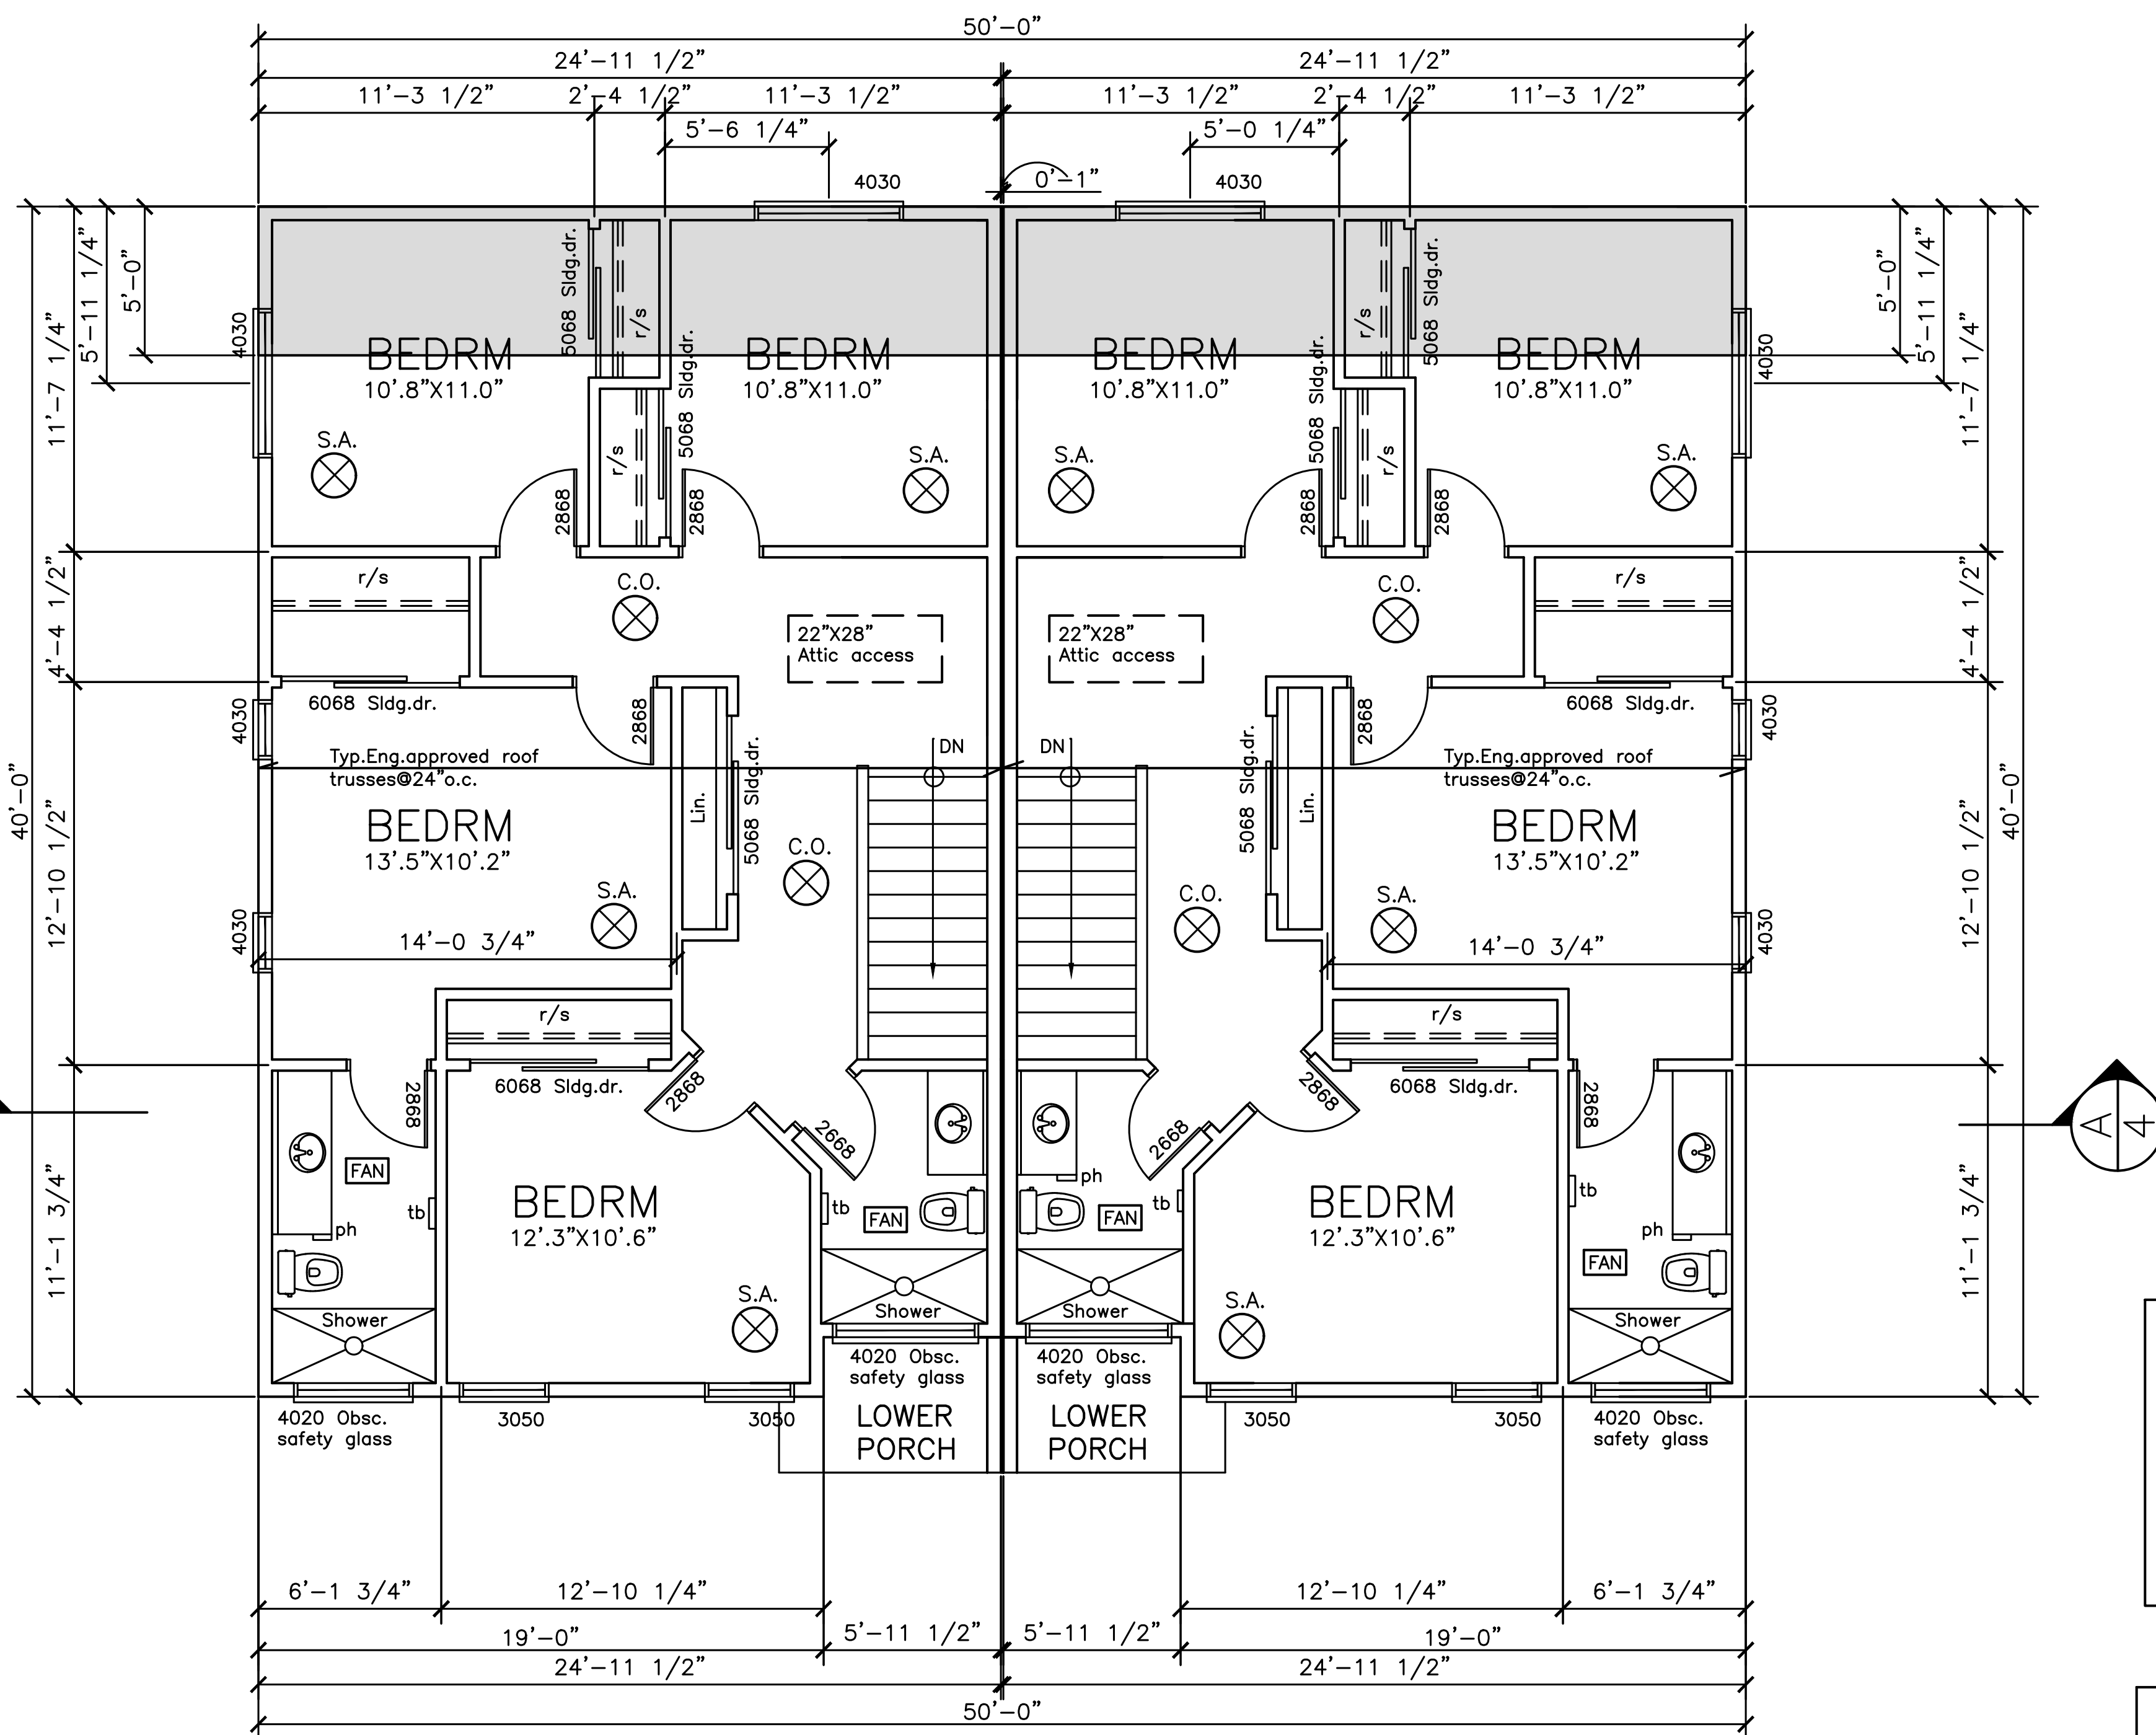 50'-0"
24'-11 1/2" 24'-11 1/2"
11'-3 1/2" 2'-4 1/2" 11'-3 1/2" 11'-3 1/2" 2'-4 1/2" 11'-3 1/2"
5'-6 1/4" 5'-0 1/4"
4030 0'-1" 4030
40'-0"
11'-7 1/4"
5'-11 1/4"
5'-0"
4'-4 1/2"
12'-10 1/2"
11'-1 3/4"
4030
5068 Sldg.dr.
r/s
5068 Sldg.dr.
r/s
5068 Sldg.dr.
r/s
5068 Sldg.dr.
r/s
4030
5'-0"
5'-11 1/4"
11'-7 1/4"
4'-4 1/2"
12'-10 1/2"
11'-1 3/4"
40'-0"
BEDRM BEDRM BEDRM BEDRM
10'.8"X11.0" 10'.8"X11.0" 10'.8"X11.0" 10'.8"X11.0"
S.A. S.A. S.A. S.A.
2868 2868 2868 2868
r/s C.O. C.O. r/s
22"X28" 22"X28"
Attic access Attic access
6068 Sldg.dr. 6068 Sldg.dr.
4030 2868 2868 4030
DN DN
Typ.Eng.approved roof Typ.Eng.approved roof
trusses@24"o.c. trusses@24"o.c.
Lin. 5068 Sldg.dr. 5068 Sldg.dr. Lin.
BEDRM BEDRM
13'.5"X10'.2" 13'.5"X10'.2"
C.O. C.O.
S.A. S.A.
4030 4030
14'-0 3/4" 14'-0 3/4"
r/s r/s
6068 Sldg.dr. 6068 Sldg.dr.
2868 2868 2668 2668 2868 2868
A
4
FAN
ph
tb
BEDRM BEDRM
12'.3"X10'.6" 12'.3"X10'.6"
tb FAN
ph
FAN tb
tb
ph
FAN
S.A. S.A.
Shower Shower Shower Shower
4020 Obsc. 4020 Obsc.
safety glass safety glass
4020 Obsc. 3050 3050 3050 3050 4020 Obsc.
safety glass safety glass
LOWER LOWER
PORCH PORCH
6'-1 3/4" 12'-10 1/4" 12'-10 1/4" 6'-1 3/4"
19'-0" 5'-11 1/2" 5'-11 1/2" 19'-0"
24'-11 1/2" 24'-11 1/2"
50'-0"